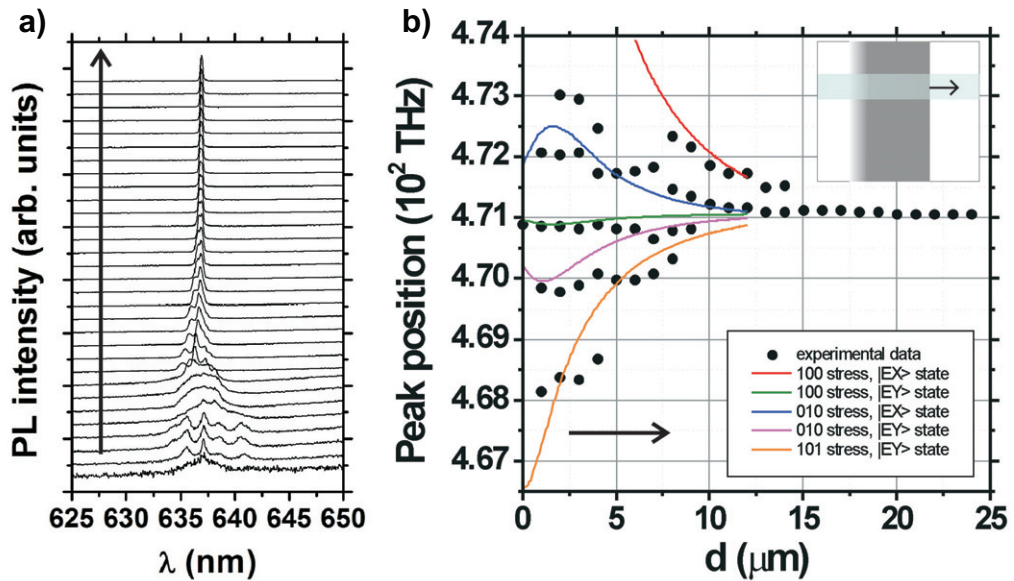 a)
PL intensity (arb. units)
625 630 635 640 645 650
λ (nm)
b)
Peak position (10² THz)
4.74
4.73
4.72
4.71
4.70
4.69
4.68
4.67
experimental data
100 stress, |EX> state
100 stress, |EY> state
010 stress, |EX> state
010 stress, |EY> state
101 stress, |EY> state
0 5 10 15 20 25
d (µm)